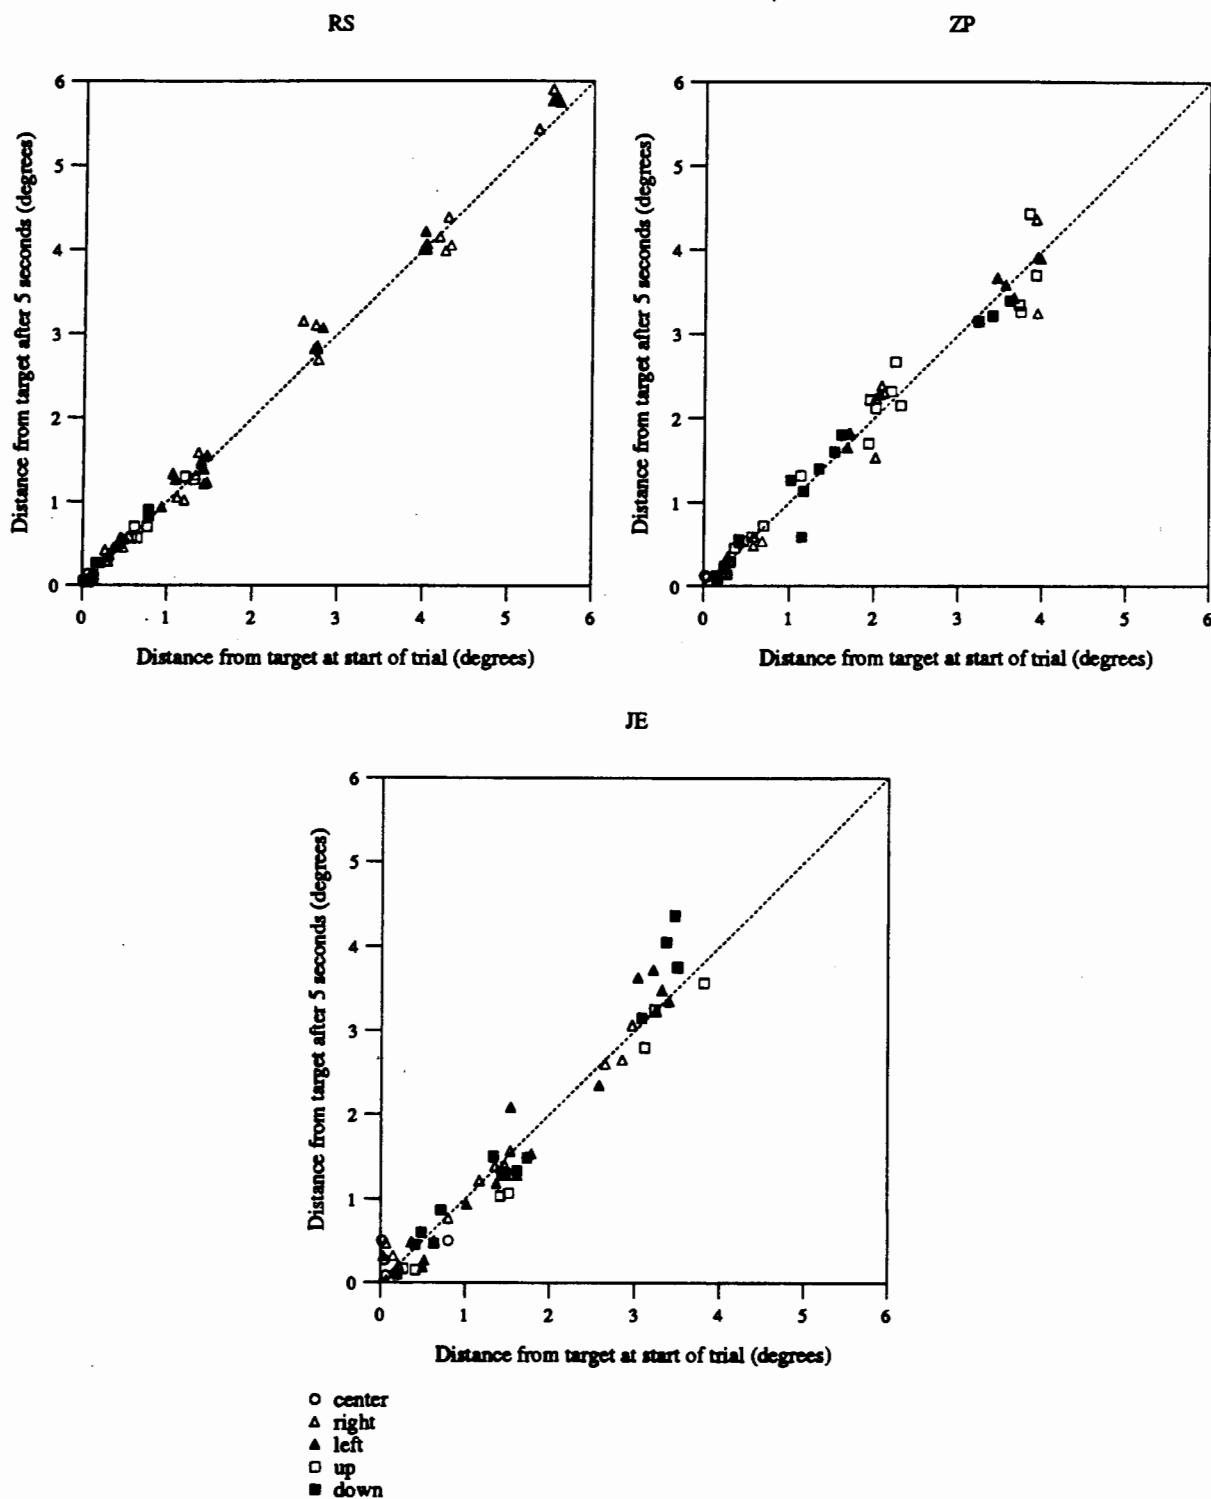 RS
ZP
6
5
4
3
2
1
0
Distance from target after 5 seconds (degrees)
0 1 2 3 4 5 6
Distance from target at start of trial (degrees)
6
5
4
3
2
1
0
Distance from target after 5 seconds (degrees)
0 1 2 3 4 5 6
Distance from target at start of trial (degrees)
JE
6
5
4
3
2
1
0
Distance from target after 5 seconds (degrees)
0 1 2 3 4 5 6
Distance from target at start of trial (degrees)
center
right
left
up
down